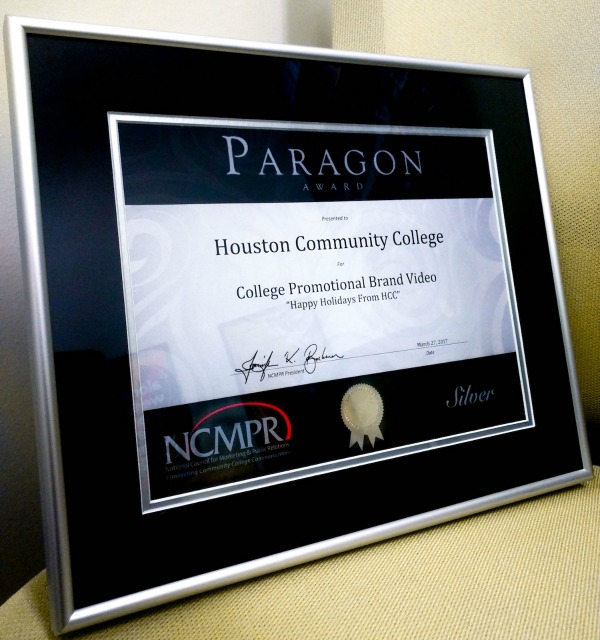 PARAGON
AWARD
Presented to
Houston Community College
For
College Promotional Brand Video
"Happy Holidays From HCC"
March 27, 2017
NCMPR President
Date
NCMPR
National Council for Marketing & Public Relations
Connecting Community College Communicators
Silver